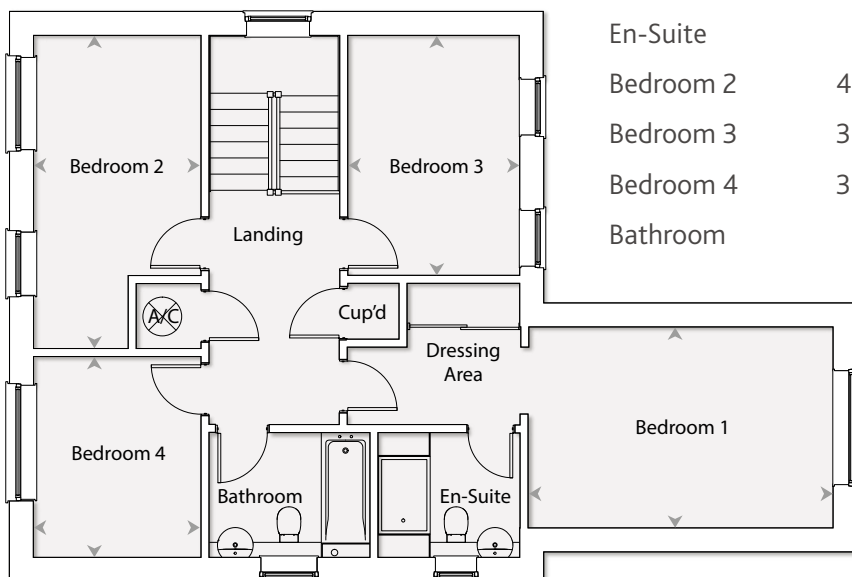 Bedroom 2
Bedroom 3
Landing
A/C
Cup'd
Dressing
Area
Bedroom 1
Bedroom 4
Bathroom
En-Suite
En-Suite
Bedroom 2 4
Bedroom 3 3
Bedroom 4 3
Bathroom